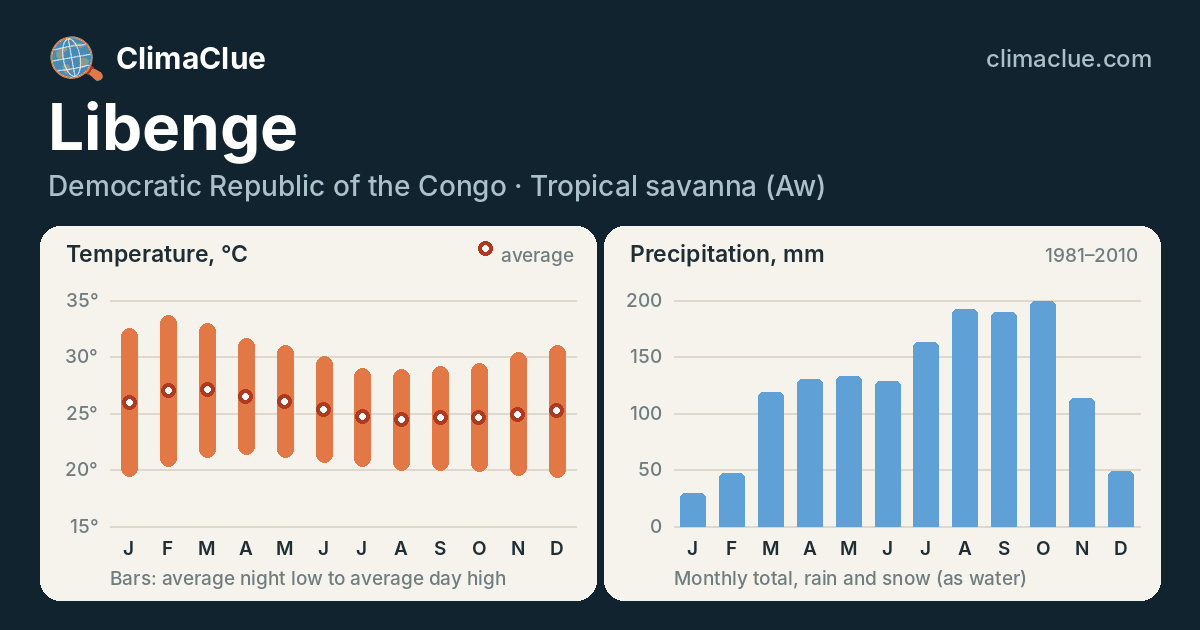 ClimaClue
climaclue.com
Libenge
Democratic Republic of the Congo · Tropical savanna (Aw)
Temperature, °C
average
35°
30°
25°
20°
15°
J F M A M J J A S O N D
Bars: average night low to average day high
Precipitation, mm
1981–2010
200
150
100
50
0
J F M A M J J A S O N D
Monthly total, rain and snow (as water)